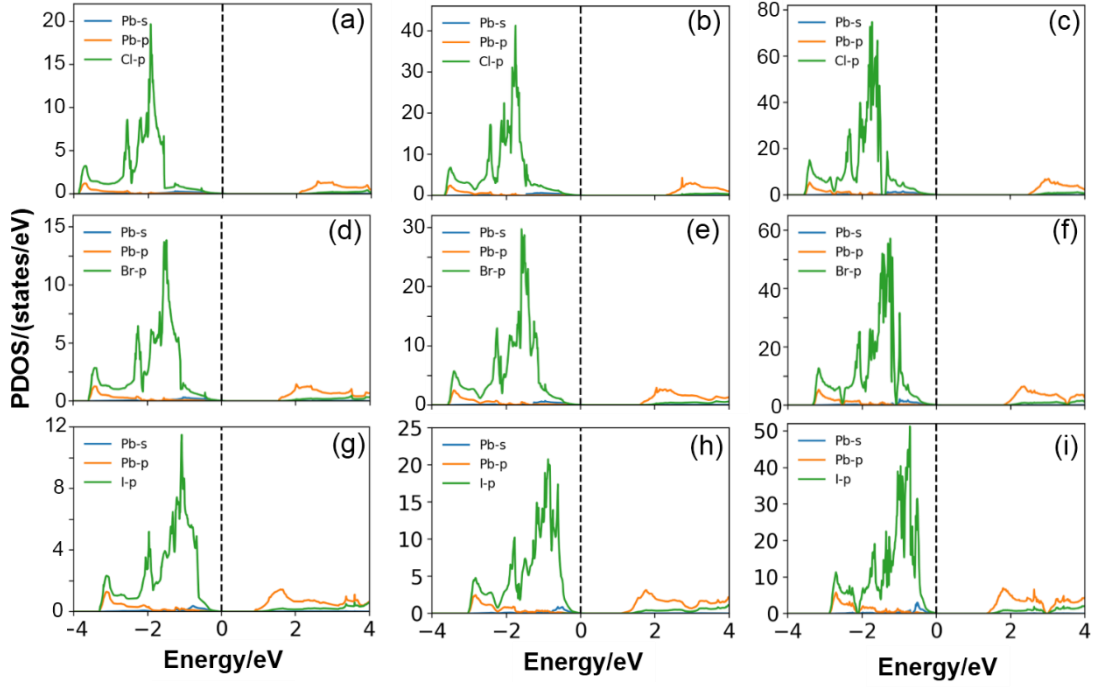 (a)
Pb-s
Pb-p
Cl-p
20
15
10
5
0
(b)
Pb-s
Pb-p
Cl-p
40
30
20
10
0
(c)
Pb-s
Pb-p
Cl-p
80
60
40
20
0
PDOS/(states/eV)
(d)
Pb-s
Pb-p
Br-p
15
10
5
0
(e)
Pb-s
Pb-p
Br-p
30
20
10
0
(f)
Pb-s
Pb-p
Br-p
60
40
20
0
(g)
Pb-s
Pb-p
I-p
12
8
4
0
−4 −2 0 2 4
Energy/eV
(h)
Pb-s
Pb-p
I-p
25
20
15
10
5
0
−4 −2 0 2 4
Energy/eV
(i)
Pb-s
Pb-p
I-p
50
40
30
20
10
0
−4 −2 0 2 4
Energy/eV